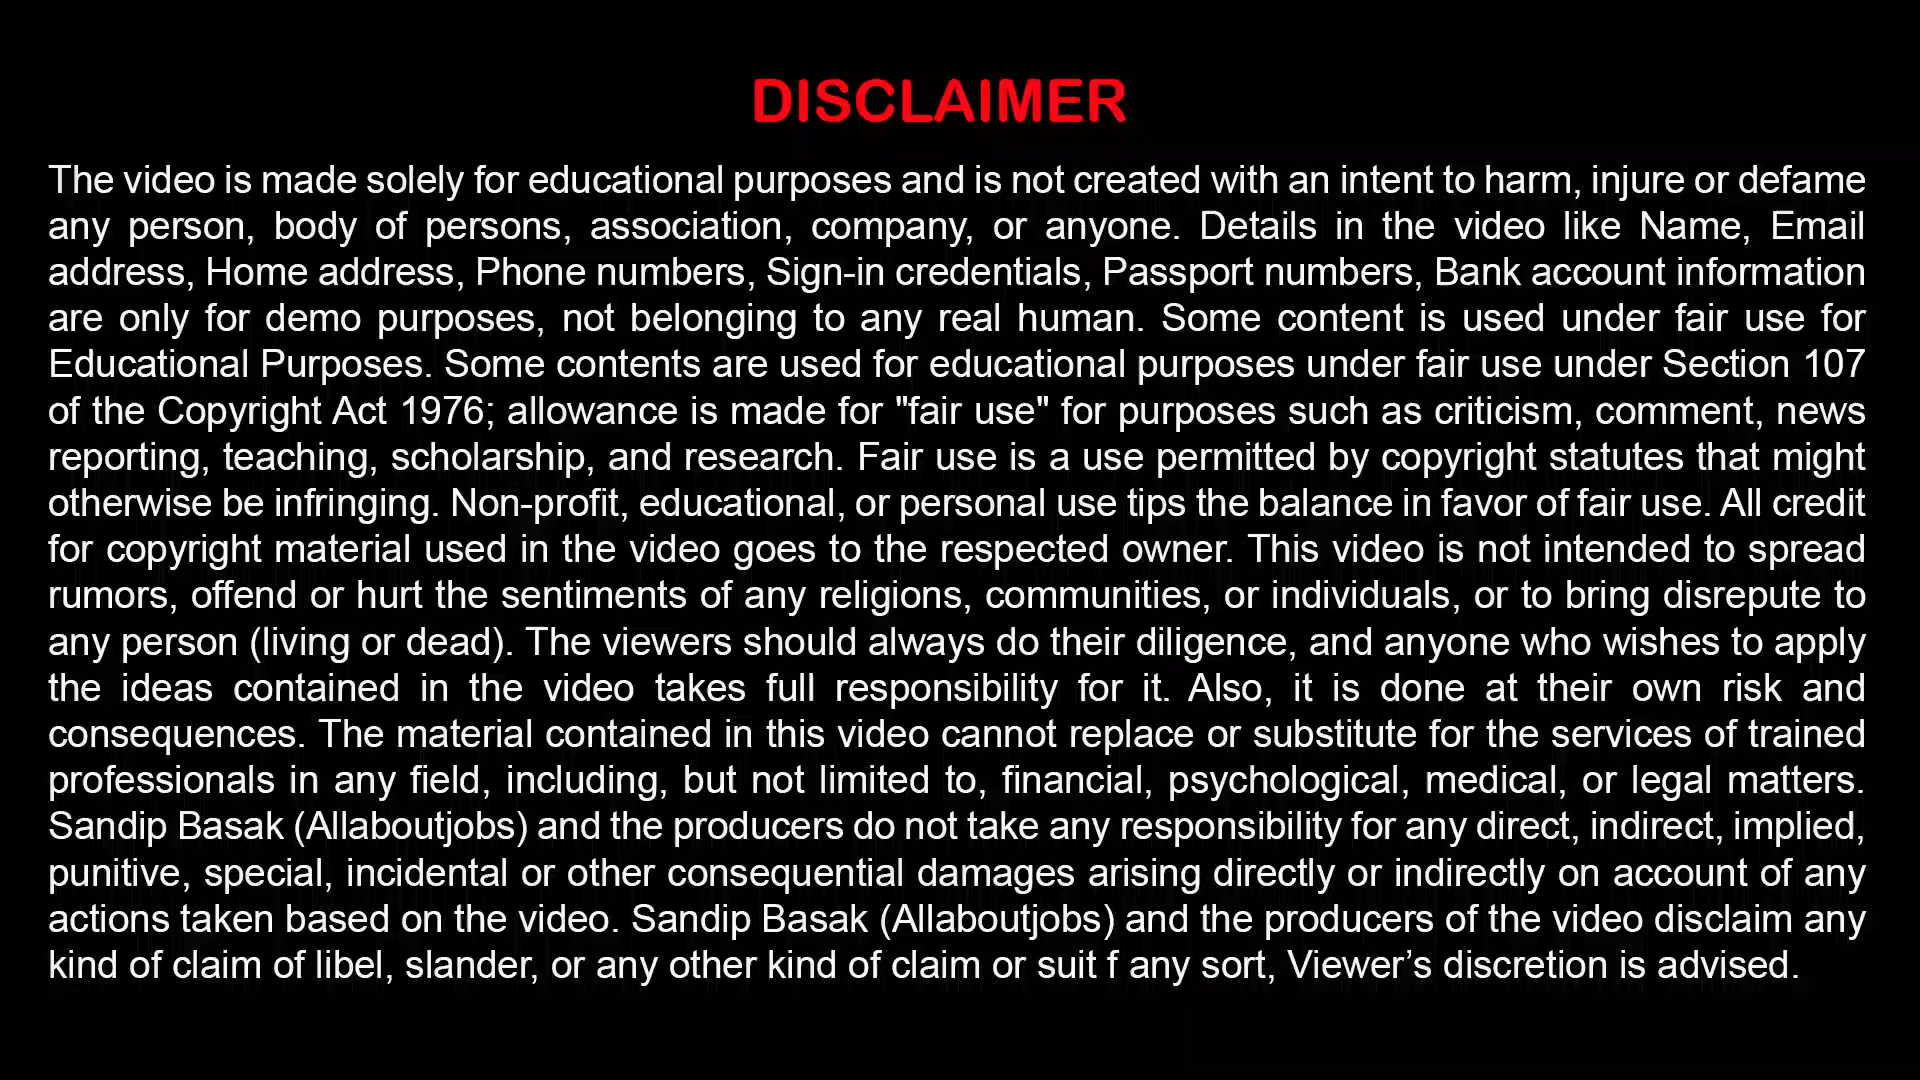 DISCLAIMER
The video is made solely for educational purposes and is not created with an intent to harm, injure or defame
any person, body of persons, association, company, or anyone. Details in the video like Name, Email
address, Home address, Phone numbers, Sign-in credentials, Passport numbers, Bank account information
are only for demo purposes, not belonging to any real human. Some content is used under fair use for
Educational Purposes. Some contents are used for educational purposes under fair use under Section 107
of the Copyright Act 1976; allowance is made for "fair use" for purposes such as criticism, comment, news
reporting, teaching, scholarship, and research. Fair use is a use permitted by copyright statutes that might
otherwise be infringing. Non-profit, educational, or personal use tips the balance in favor of fair use. All credit
for copyright material used in the video goes to the respected owner. This video is not intended to spread
rumors, offend or hurt the sentiments of any religions, communities, or individuals, or to bring disrepute to
any person (living or dead). The viewers should always do their diligence, and anyone who wishes to apply
the ideas contained in the video takes full responsibility for it. Also, it is done at their own risk and
consequences. The material contained in this video cannot replace or substitute for the services of trained
professionals in any field, including, but not limited to, financial, psychological, medical, or legal matters.
Sandip Basak (Allaboutjobs) and the producers do not take any responsibility for any direct, indirect, implied,
punitive, special, incidental or other consequential damages arising directly or indirectly on account of any
actions taken based on the video. Sandip Basak (Allaboutjobs) and the producers of the video disclaim any
kind of claim of libel, slander, or any other kind of claim or suit f any sort, Viewer’s discretion is advised.